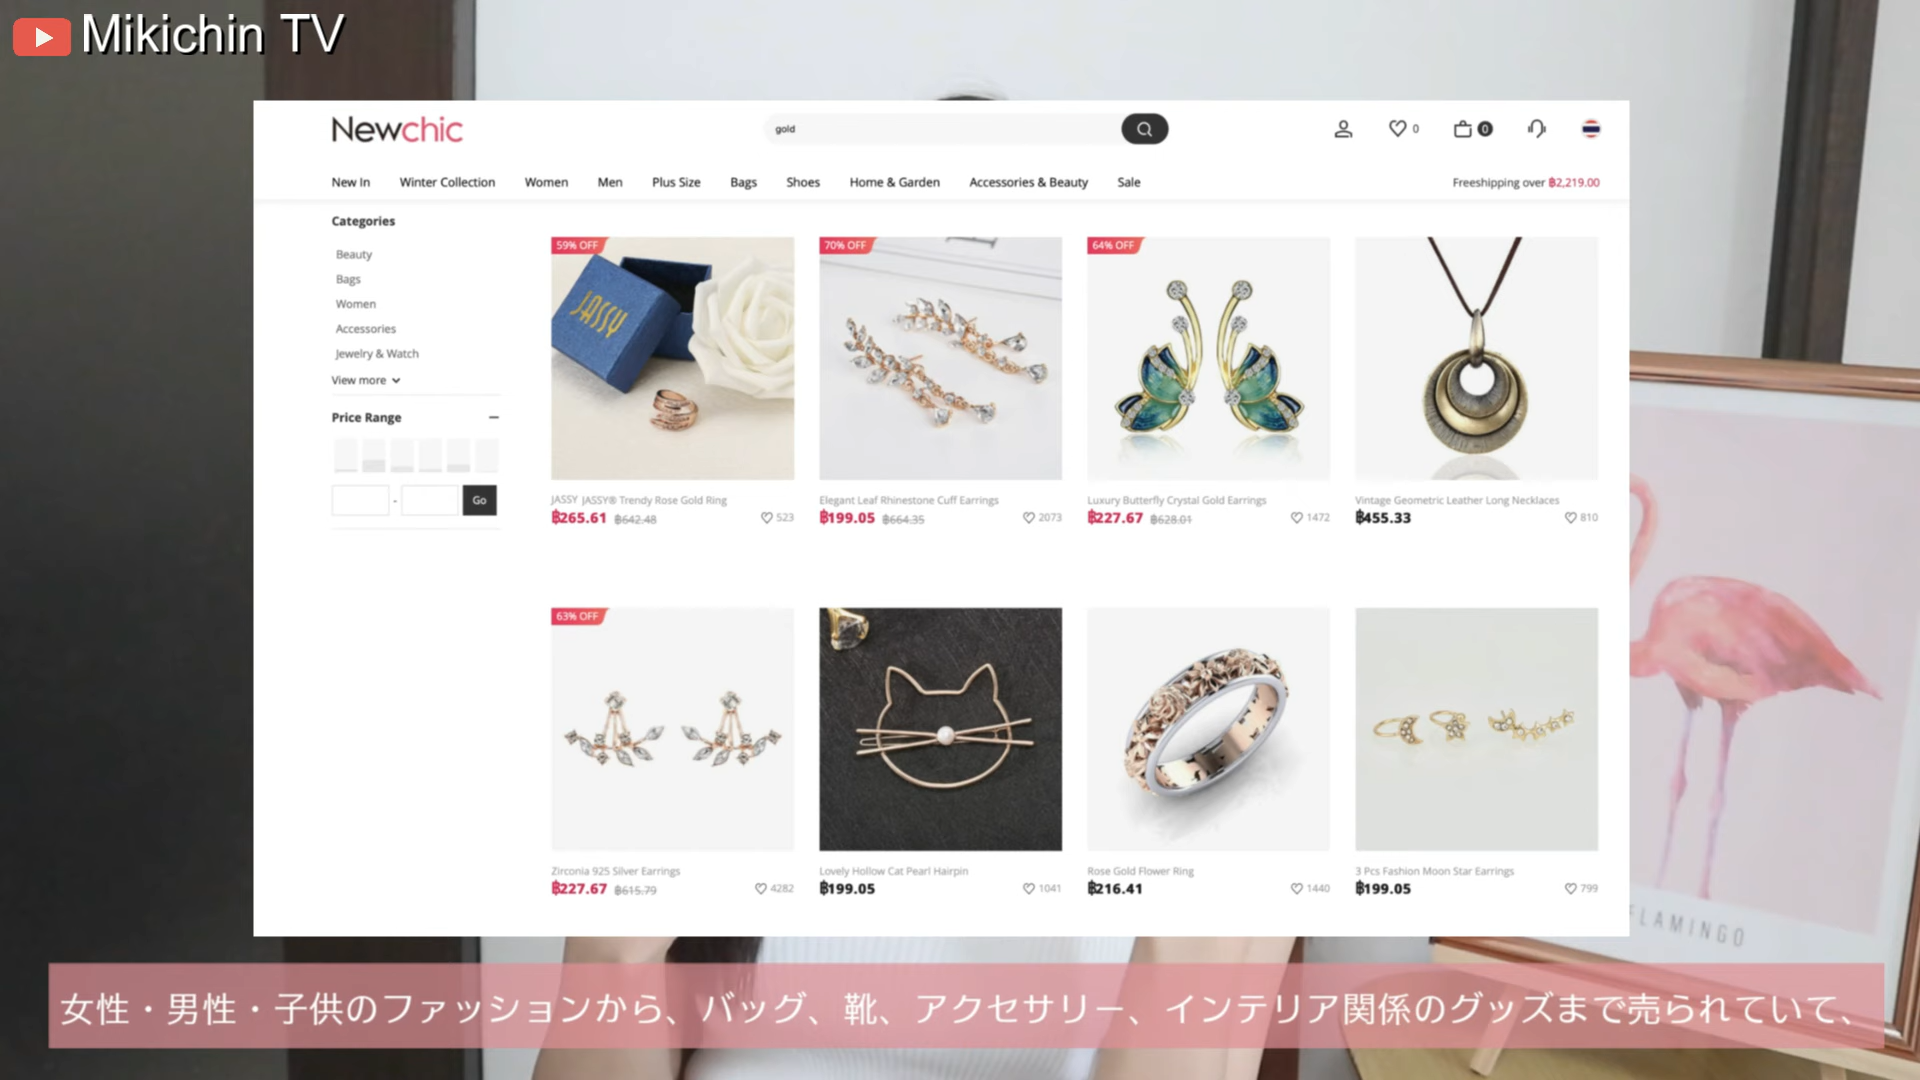 Mikichin TV
Newchic
gold
0
0
New In
Winter Collection
Women
Men
Plus Size
Bags
Shoes
Home & Garden
Accessories & Beauty
Sale
Freeshipping over ฿2,219.00
Categories
Beauty
Bags
Women
Accessories
Jewelry & Watch
View more
Price Range
-
Go
59% OFF
JASSY
JASSY JASSY® Trendy Rose Gold Ring
฿265.61 ฿642.48
523
70% OFF
Elegant Leaf Rhinestone Cuff Earrings
฿199.05 ฿664.35
2073
64% OFF
Luxury Butterfly Crystal Gold Earrings
฿227.67 ฿628.01
1472
Vintage Geometric Leather Long Necklaces
฿455.33
810
63% OFF
Zirconia 925 Silver Earrings
฿227.67 ฿615.79
4282
Lovely Hollow Cat Pearl Hairpin
฿199.05
1041
Rose Gold Flower Ring
฿216.41
1440
3 Pcs Fashion Moon Star Earrings
฿199.05
799
FLAMINGO
女性・男性・子供のファッションから、バッグ、靴、アクセサリー、インテリア関係のグッズまで売られていて、